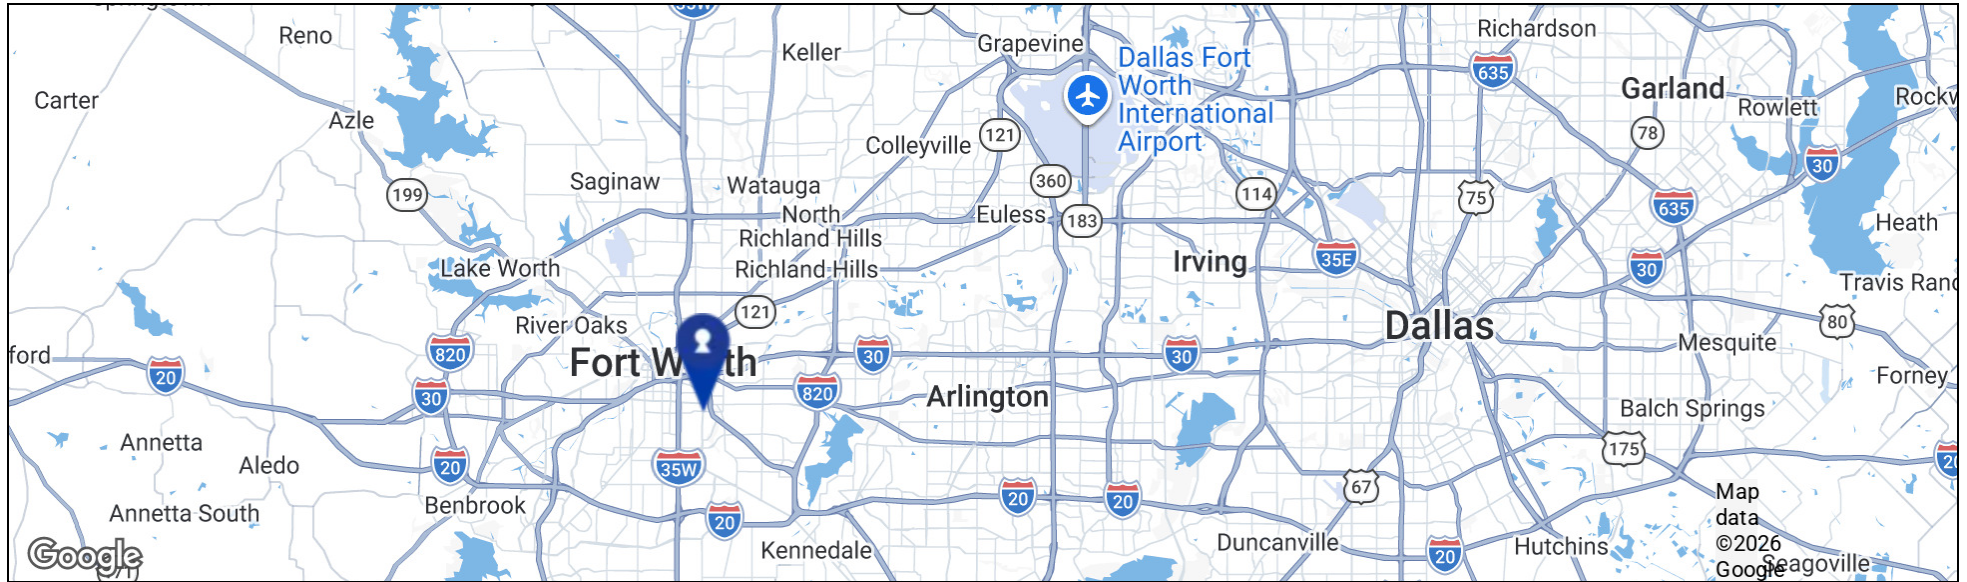 Reno
Keller
Grapevine
Richardson
Dallas Fort
Worth
International
Airport
635
Garland
Rowlett
Carter
Azle
121
78
Colleyville
30
199
Saginaw
Watauga
360
114
75
635
North
Richland Hills
Euless
183
Heath
Lake Worth
Richland Hills
Irving
35E
30
121
River Oaks
Dallas
80
820
Fort W th
30
30
Mesquite
20
30
820
Arlington
Forney
Balch Springs
Annetta
175
Aledo
20
35W
20
Annetta South
Benbrook
20
20
20
67
Map
data
©2026
Google
Kennedale
Duncanville
20
Hutchins
Seagoville
Google